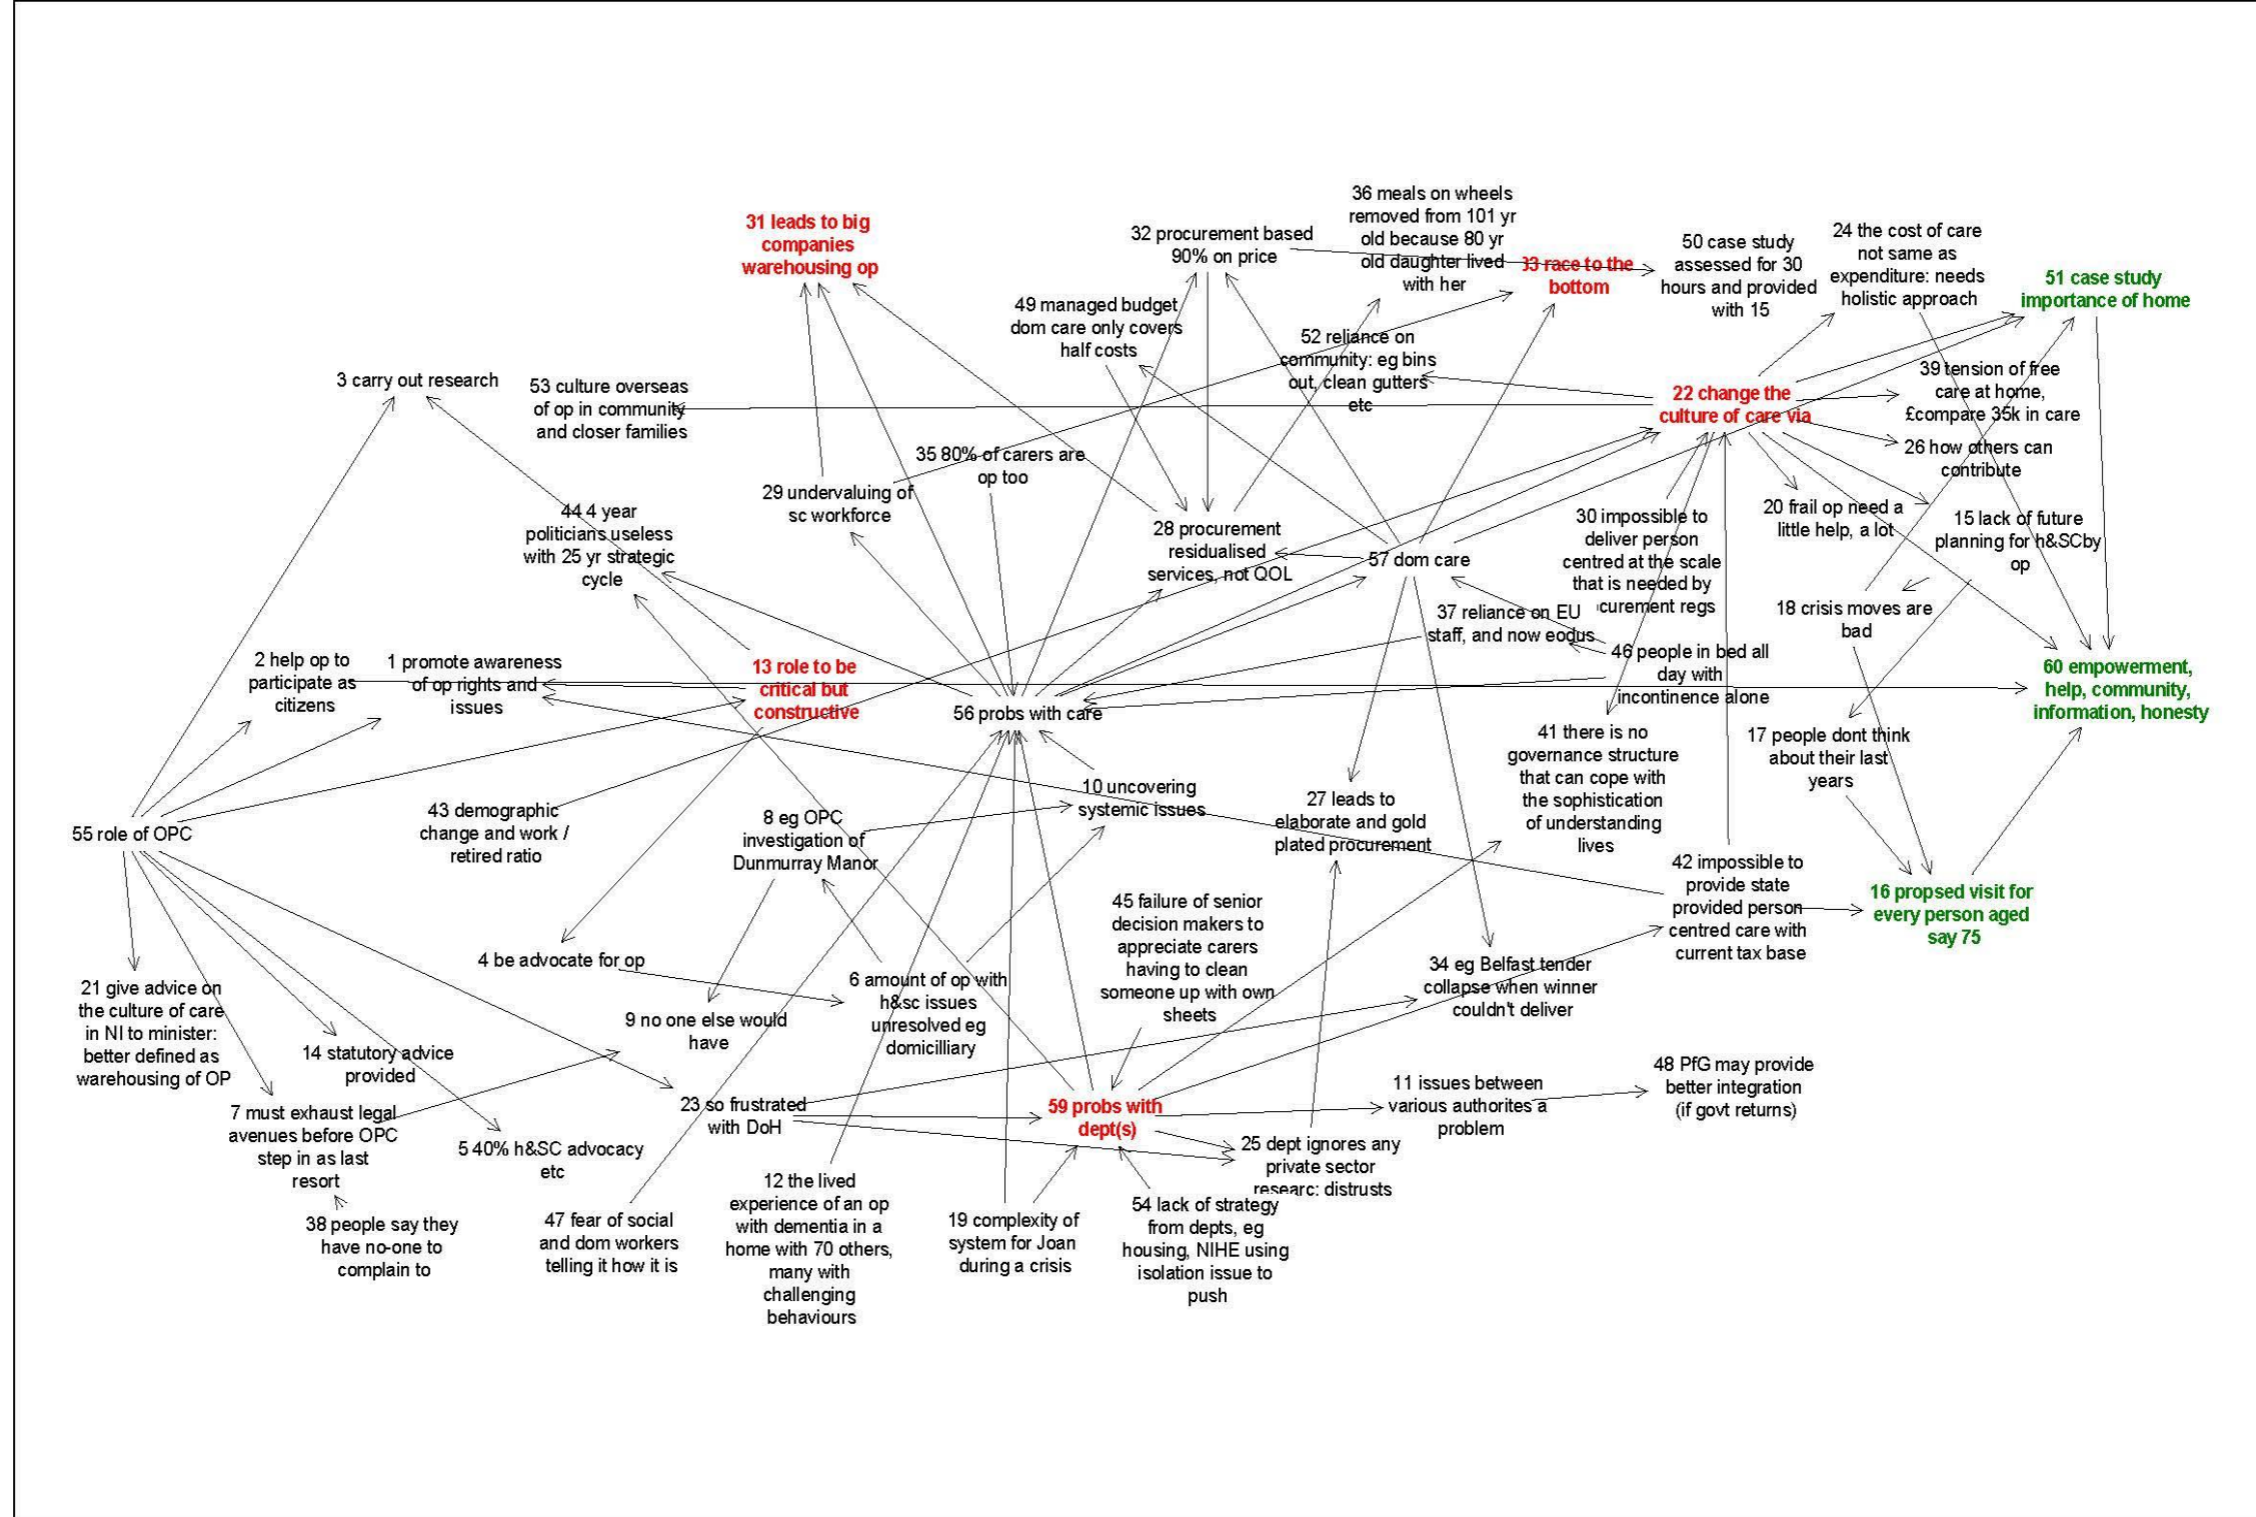 36 meals on wheels
removed from 101 yr
old because 80 yr
old daughter lived
with her
31 leads to big
companies
warehousing op
32 procurement based
90% on price
33 race to the
bottom
50 case study
assessed for 30
hours and provided
with 15
24 the cost of care
not same as
expenditure: needs
holistic approach
51 case study
importance of home
49 managed budget
dom care only covers
half costs
52 reliance on
community: eg bins
out, clean gutters
etc
3 carry out research
53 culture overseas
of op in community
and closer families
22 change the
culture of care via
39 tension of free
care at home,
£compare 35k in care
26 how others can
contribute
35 80% of carers are
op too
29 undervaluing of
sc workforce
44 4 year
politicians useless
with 25 yr strategic
cycle
28 procurement
residualised
services, not QOL
57 dom care
30 impossible to
deliver person
centred at the scale
that is needed by
curement regs
20 frail op need a
little help, a lot
15 lack of future
planning for h&SCby
op
18 crisis moves are
bad
37 reliance on EU
staff, and now eodus
46 people in bed all
day with
incontinence alone
2 help op to
participate as
citizens
1 promote awareness
of op rights and
issues
13 role to be
critical but
constructive
56 probs with care
60 empowerment,
help, community,
information, honesty
41 there is no
governance structure
that can cope with
the sophistication
of understanding
lives
17 people dont think
about their last
years
55 role of OPC
43 demographic
change and work /
retired ratio
8 eg OPC
investigation of
Dunmurray Manor
10 uncovering
systemic issues
27 leads to
elaborate and gold
plated procurement
42 impossible to
provide state
provided person
centred care with
current tax base
16 propsed visit for
every person aged
say 75
45 failure of senior
decision makers to
appreciate carers
having to clean
someone up with own
sheets
4 be advocate for op
6 amount of op with
h&sc issues
unresolved eg
domicilliary
34 eg Belfast tender
collapse when winner
couldn't deliver
21 give advice on
the culture of care
in NI to minister:
better defined as
warehousing of OP
9 no one else would
have
14 statutory advice
provided
7 must exhaust legal
avenues before OPC
step in as last
resort
5 40% h&SC advocacy
etc
23 so frustrated
with DoH
59 probs with
dept(s)
11 issues between
various authorites a
problem
48 PfG may provide
better integration
(if govt returns)
25 dept ignores any
private sector
researc: distrusts
38 people say they
have no-one to
complain to
47 fear of social
and dom workers
telling it how it is
12 the lived
experience of an op
with dementia in a
home with 70 others,
many with
challenging
behaviours
19 complexity of
system for Joan
during a crisis
54 lack of strategy
from depts, eg
housing, NIHE using
isolation issue to
push